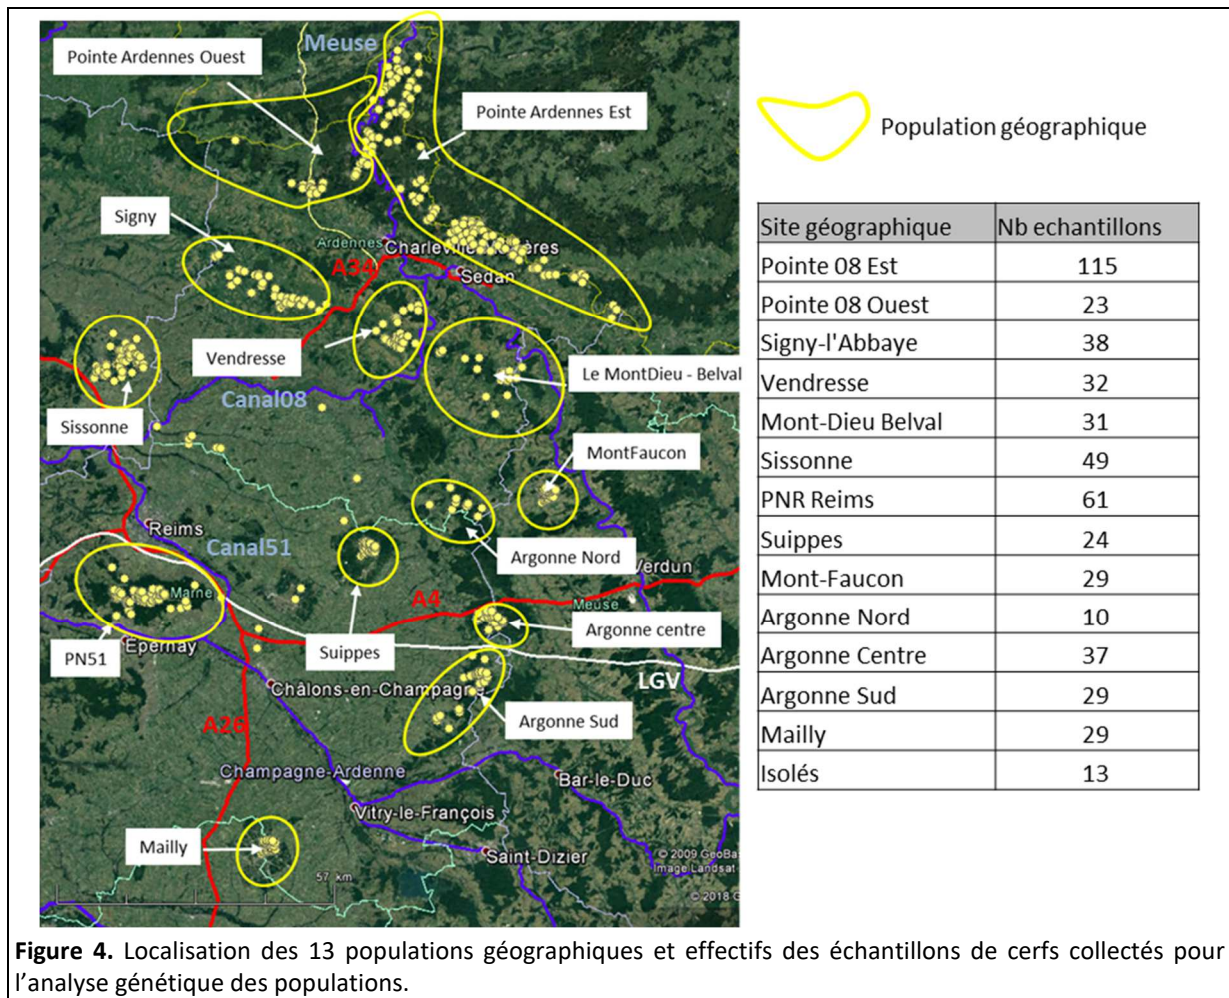 Meuse
Pointe Ardennes Ouest
Pointe Ardennes Est
Signy
Ardennes
A34
Sedan
Vendresse
Le MontDieu - Belval
Canal08
Sissonne
MontFaucon
Reims
Canal51
Argonne Nord
Verdun
A4
Meuse
Marne
Argonne centre
PN51
Epernay
Suippes
LGV
Châlons-en-Champagne
Argonne Sud
A26
Champagne-Ardenne
Bar-le-Duc
Vitry-le-François
Mailly
Saint-Dizier
57 km
© 2009
Image Landsat
© 2018
Population géographique
Site géographique Nb echantillons
Pointe 08 Est 115
Pointe 08 Ouest 23
Signy-l'Abbaye 38
Vendresse 32
Mont-Dieu Belval 31
Sissonne 49
PNR Reims 61
Suippes 24
Mont-Faucon 29
Argonne Nord 10
Argonne Centre 37
Argonne Sud 29
Mailly 29
Isolés 13
Figure 4. Localisation des 13 populations géographiques et effectifs des échantillons de cerfs collectés pour
l’analyse génétique des populations.